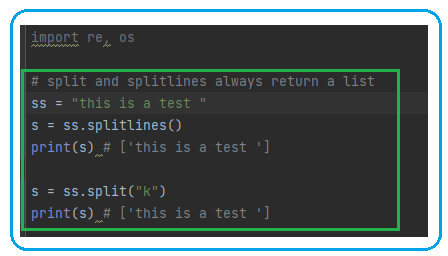 import re, os
# split and splitlines always return a list
ss = "this is a test "
s = ss.splitlines()
print(s) # ['this is a test ']
s = ss.split("k")
print(s) # ['this is a test ']